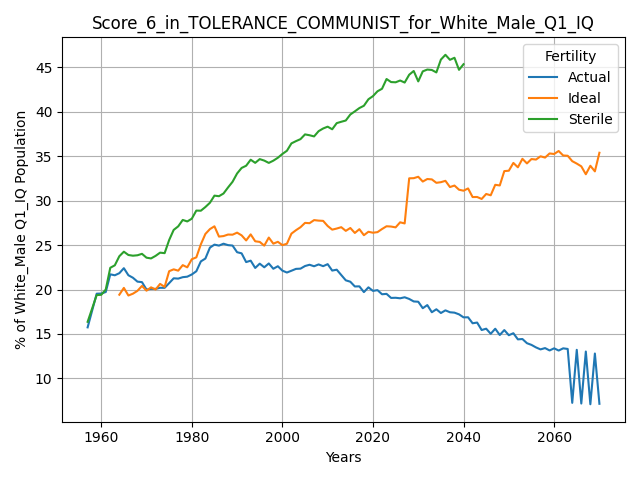 Score_6_in_TOLERANCE_COMMUNIST_for_White_Male_Q1_IQ
% of White_Male Q1_IQ Population
45
40
35
30
25
20
15
10
Fertility
Actual
Ideal
Sterile
1960 1980 2000 2020 2040 2060
Years